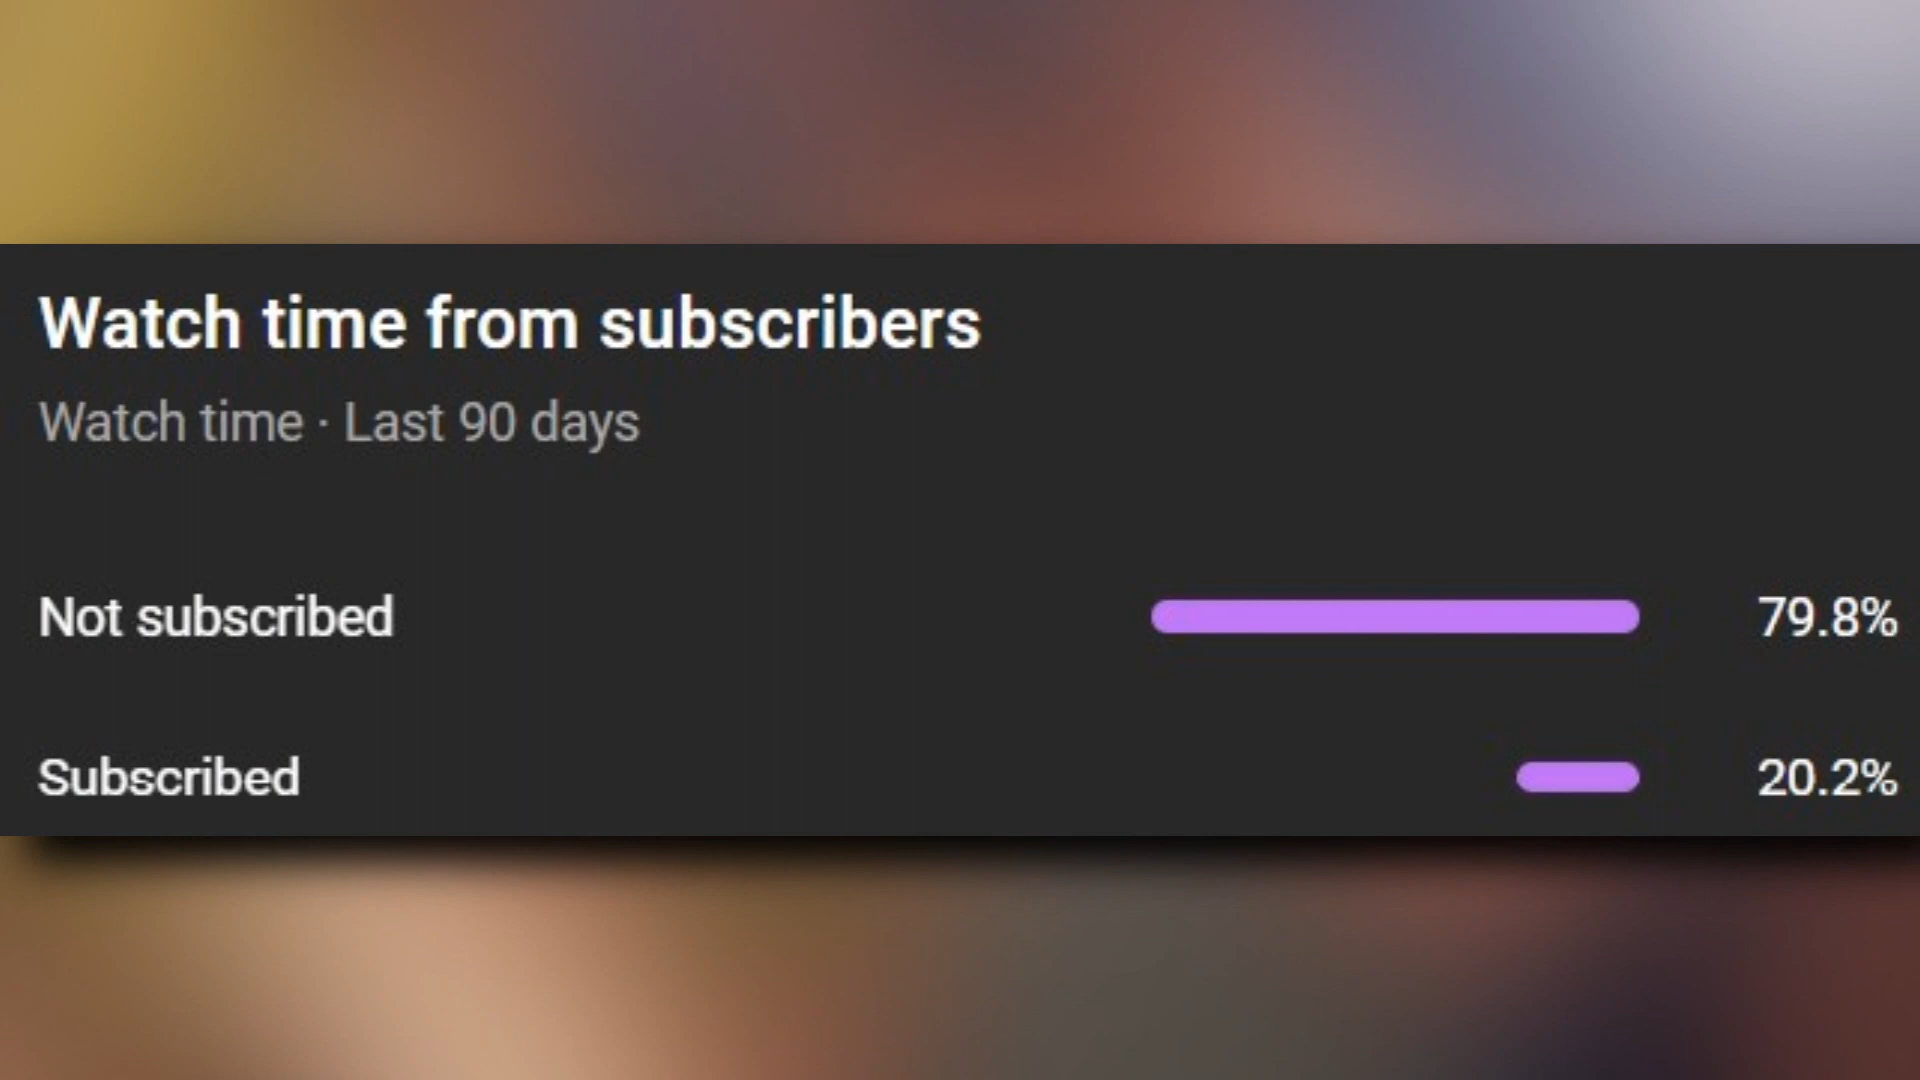 Watch time from subscribers
Watch time · Last 90 days
Not subscribed 79.8%
Subscribed 20.2%